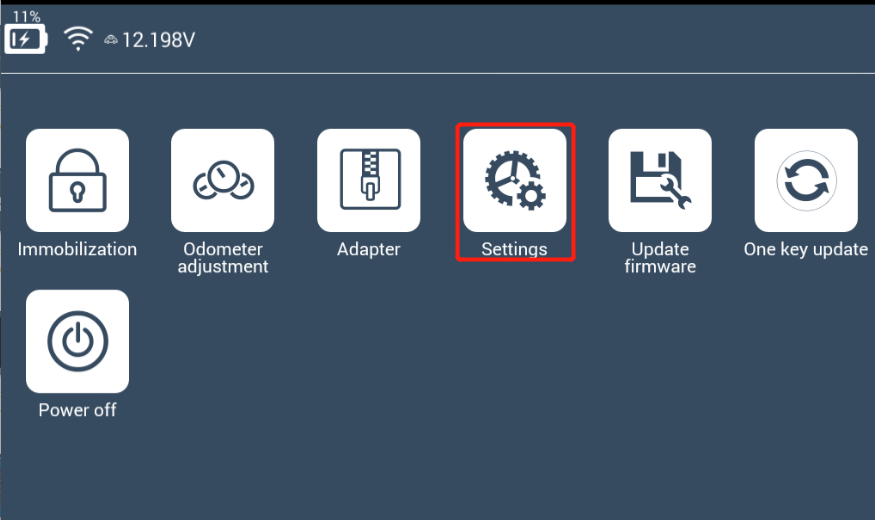 11%
12.198V
Immobilization
Odometer
adjustment
Adapter
Settings
Update
firmware
One key update
Power off